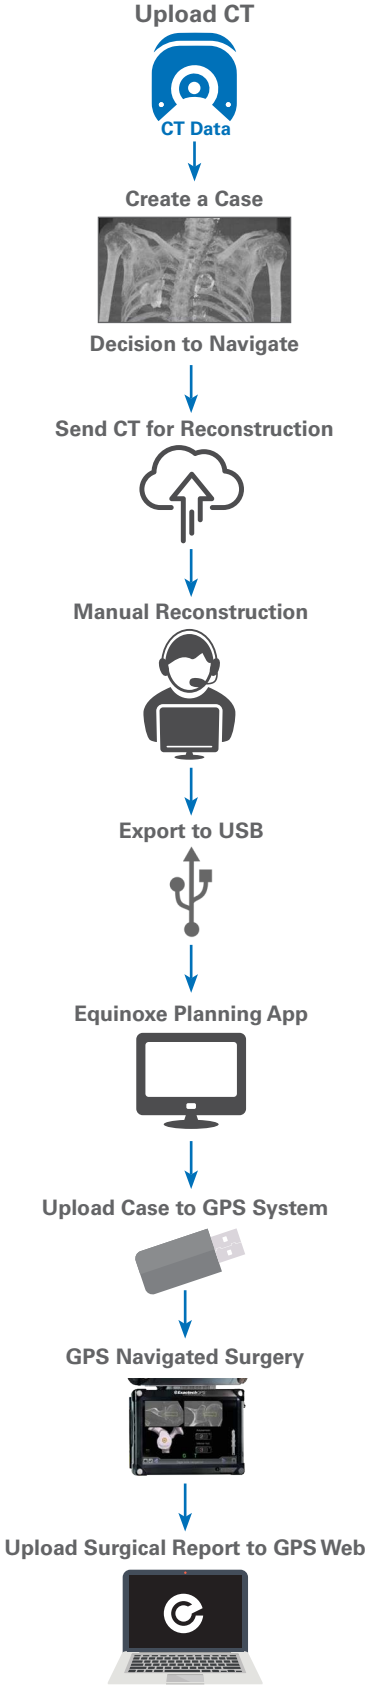 Upload CT
CT Data
Create a Case
Decision to Navigate
Send CT for Reconstruction
Manual Reconstruction
Export to USB
Equinoxe Planning App
Upload Case to GPS System
GPS Navigated Surgery
ExactechGPS
Upload Surgical Report to GPS Web